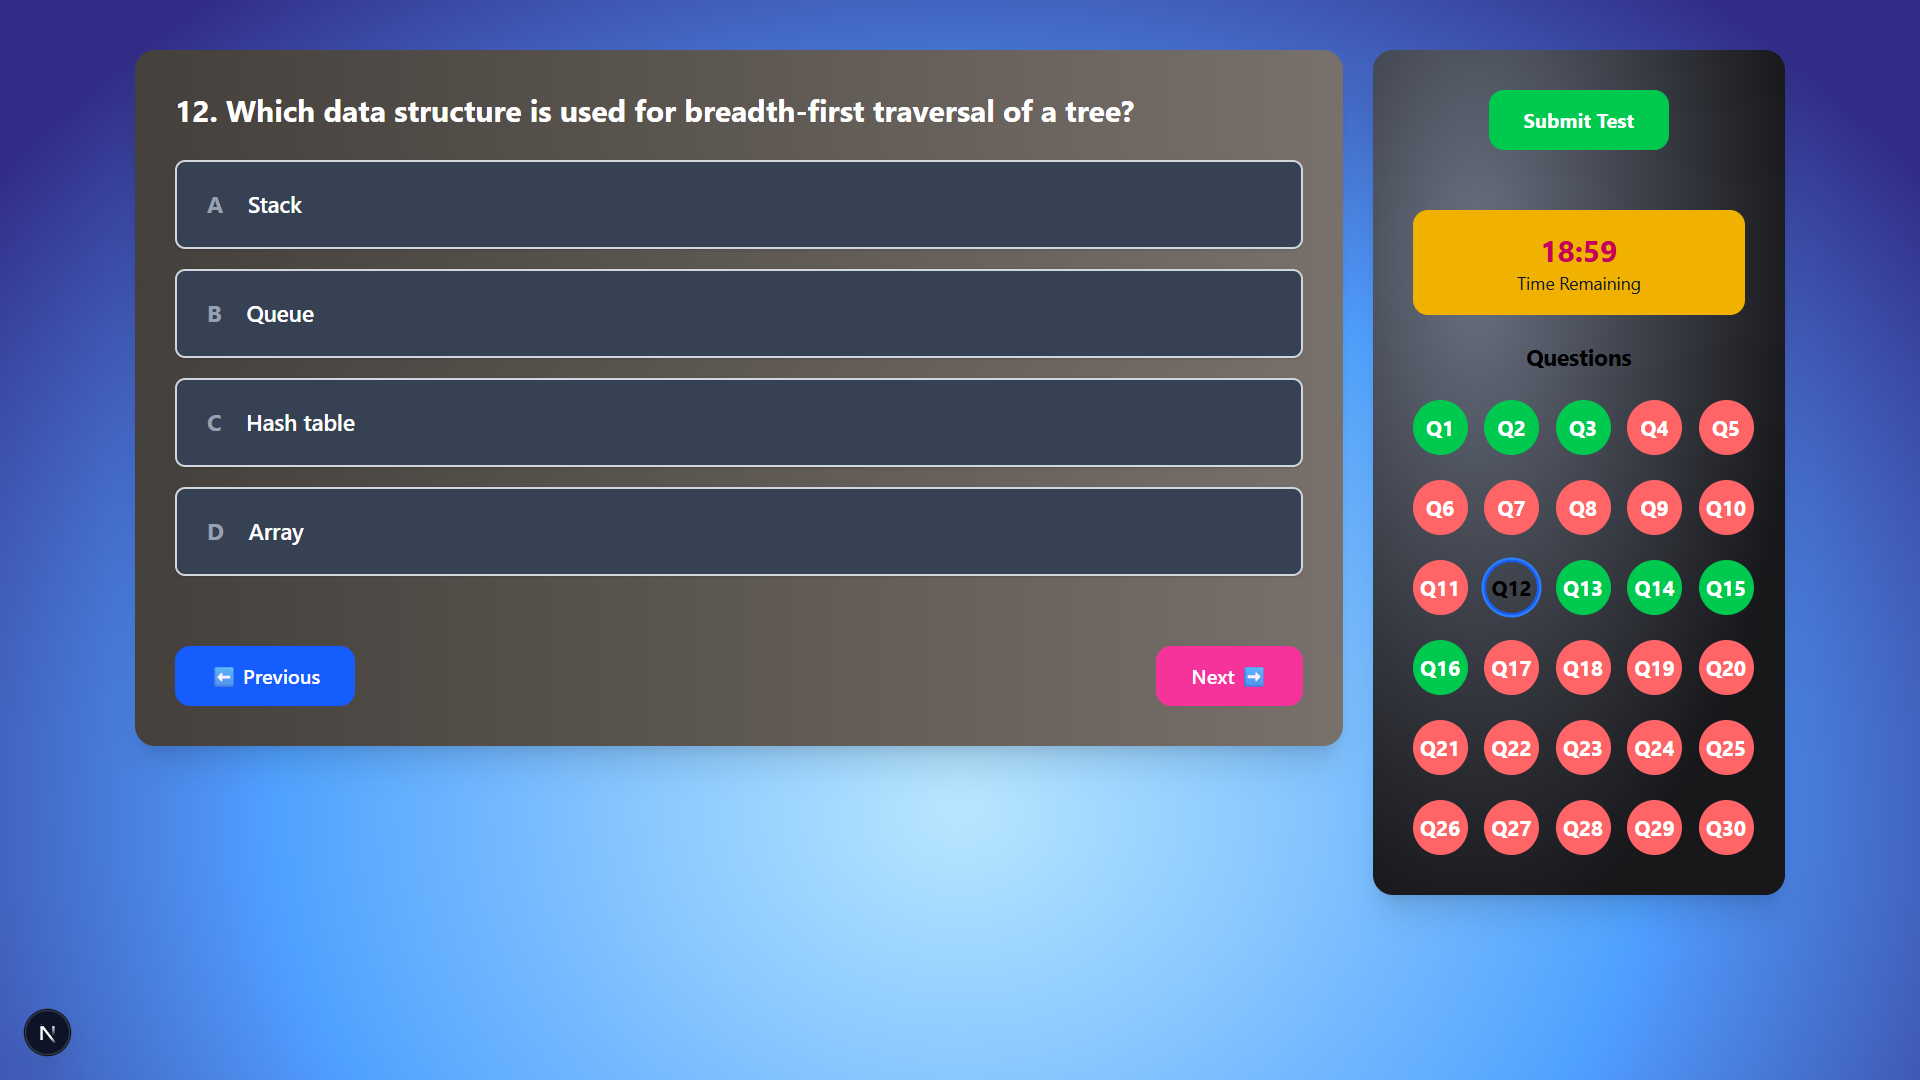 12. Which data structure is used for breadth-first traversal of a tree?
A Stack
B Queue
C Hash table
D Array
⬅️ Previous
Next ➡️
Submit Test
18:59
Time Remaining
Questions
Q1 Q2 Q3 Q4 Q5
Q6 Q7 Q8 Q9 Q10
Q11 Q12 Q13 Q14 Q15
Q16 Q17 Q18 Q19 Q20
Q21 Q22 Q23 Q24 Q25
Q26 Q27 Q28 Q29 Q30
N